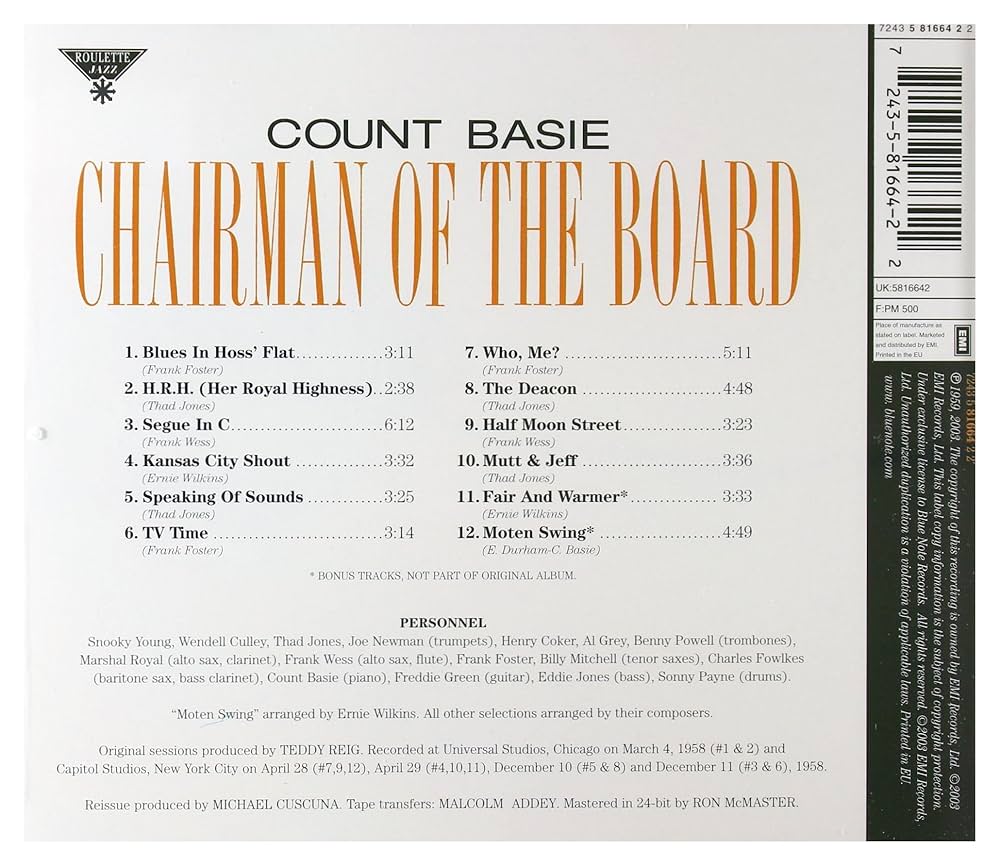 ROULETTE
JAZZ
COUNT BASIE
CHAIRMAN OF THE BOARD
1. Blues In Hoss' Flat...............3:11
(Frank Foster)
2. H.R.H. (Her Royal Highness)..2:38
(Thad Jones)
3. Segue In C..........................6:12
(Frank Wess)
4. Kansas City Shout ...............3:32
(Ernie Wilkins)
5. Speaking Of Sounds ............3:25
(Thad Jones)
6. TV Time ............................3:14
(Frank Foster)
7. Who, Me? ..........................5:11
(Frank Foster)
8. The Deacon .......................4:48
(Thad Jones)
9. Half Moon Street.................3:23
(Frank Wess)
10. Mutt & Jeff .......................3:36
(Thad Jones)
11. Fair And Warmer*.............. 3:33
(Ernie Wilkins)
12. Moten Swing* ....................4:49
(E. Durham-C. Basie)
* BONUS TRACKS, NOT PART OF ORIGINAL ALBUM.
PERSONNEL
Snooky Young, Wendell Culley, Thad Jones, Joe Newman (trumpets), Henry Coker, Al Grey, Benny Powell (trombones),
Marshal Royal (alto sax, clarinet), Frank Wess (alto sax, flute), Frank Foster, Billy Mitchell (tenor saxes), Charles Fowlkes
(baritone sax, bass clarinet), Count Basie (piano), Freddie Green (guitar), Eddie Jones (bass), Sonny Payne (drums).
"Moten Swing" arranged by Ernie Wilkins. All other selections arranged by their composers.
Original sessions produced by TEDDY REIG. Recorded at Universal Studios, Chicago on March 4, 1958 (#1 & 2) and
Capitol Studios, New York City on April 28 (#7,9,12), April 29 (#4,10,11), December 10 (#5 & 8) and December 11 (#3 & 6), 1958.
Reissue produced by MICHAEL CUSCUNA. Tape transfers: MALCOLM ADDEY. Mastered in 24-bit by RON McMASTER.
7243 5 81664 2 2
7 243-5-81664-2 2
UK:5816642
F:PM 500
Place of manufacture as
stated on label. Marketed
and distributed by EMI.
Printed in the EU
EMI
7243 5 81664 2 2
℗ 1959, 2003. The copyright of this recording is owned by EMI Records, Ltd. ©2003
EMI Records, Ltd. This label copy information is the subject of copyright protection.
Under exclusive license to Blue Note Records. All rights reserved. ©2003 EMI Records,
Ltd. Unauthorized duplication is a violation of applicable laws. Printed in EU.
www.bluenote.com